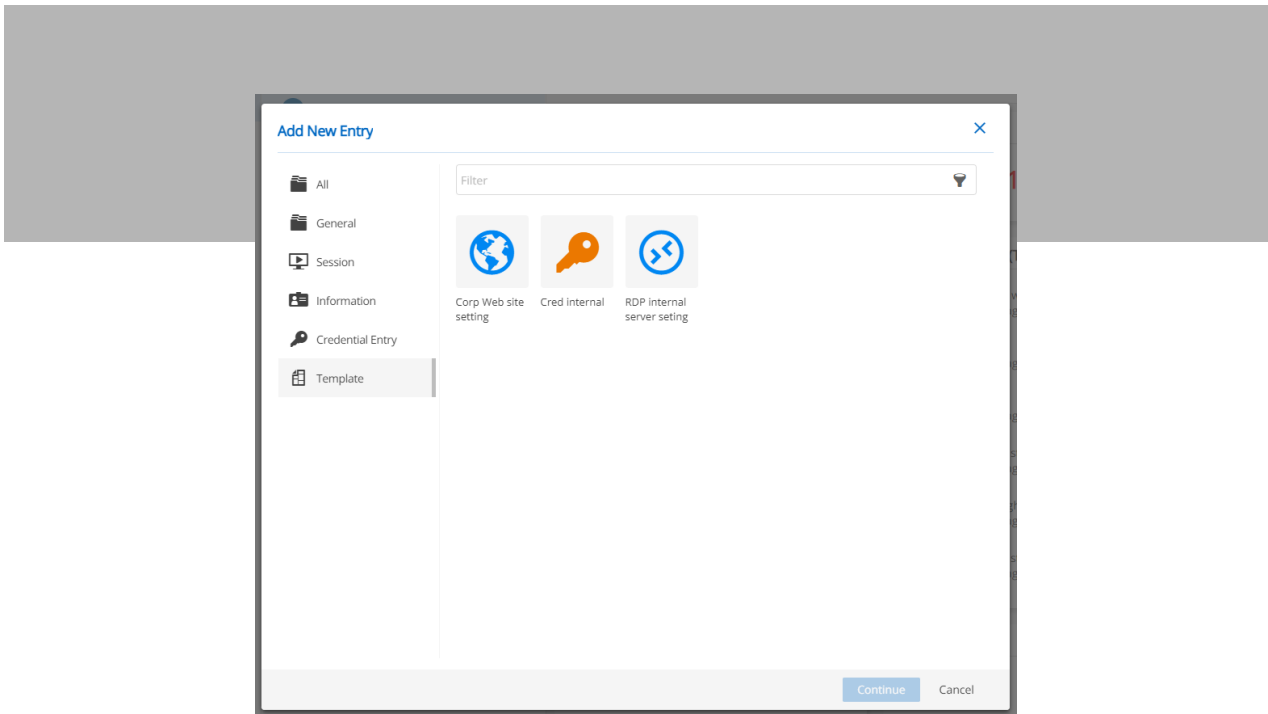 Add New Entry
All
General
Session
Information
Credential Entry
Template
Filter
Corp Web site
setting
Cred internal
RDP internal
server seting
Continue
Cancel